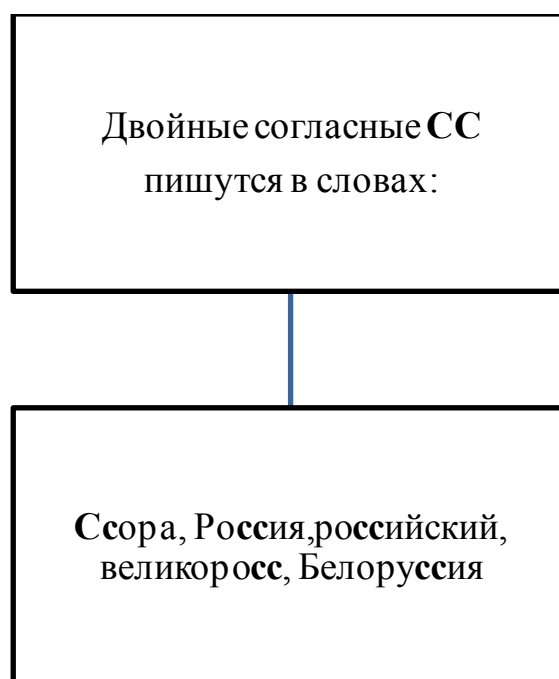 Двойные согласные СС
пишутся в словах:
Ссора, Россия,российский,
великоросс, Белоруссия